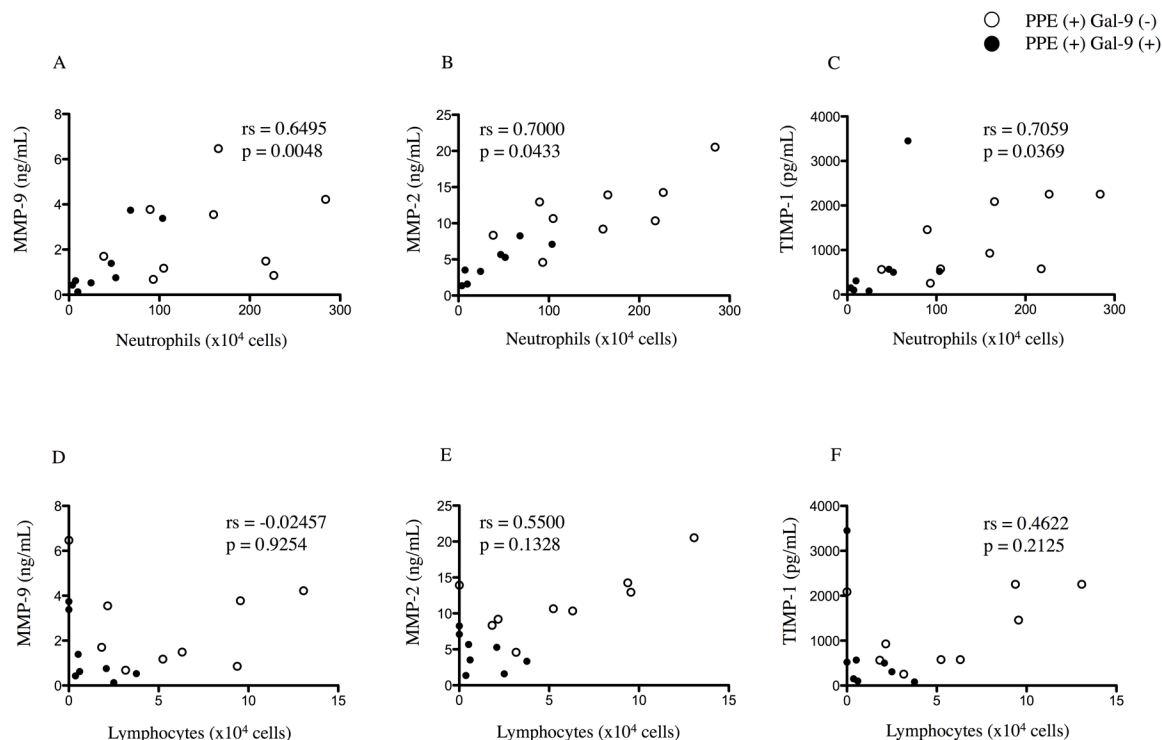 PPE (+) Gal-9 (-)
PPE (+) Gal-9 (+)
A
MMP-9 (ng/mL)
8
6
4
2
0
rs = 0.6495
p = 0.0048
0 100 200 300
Neutrophils (x10⁴ cells)
B
MMP-2 (ng/mL)
25
20
15
10
5
0
rs = 0.7000
p = 0.0433
0 100 200 300
Neutrophils (x10⁴ cells)
C
TIMP-1 (pg/mL)
4000
3000
2000
1000
0
rs = 0.7059
p = 0.0369
0 100 200 300
Neutrophils (x10⁴ cells)
D
MMP-9 (ng/mL)
8
6
4
2
0
rs = -0.02457
p = 0.9254
0 5 10 15
Lymphocytes (x10⁴ cells)
E
MMP-2 (ng/mL)
25
20
15
10
5
0
rs = 0.5500
p = 0.1328
0 5 10 15
Lymphocytes (x10⁴ cells)
F
TIMP-1 (pg/mL)
4000
3000
2000
1000
0
rs = 0.4622
p = 0.2125
0 5 10 15
Lymphocytes (x10⁴ cells)